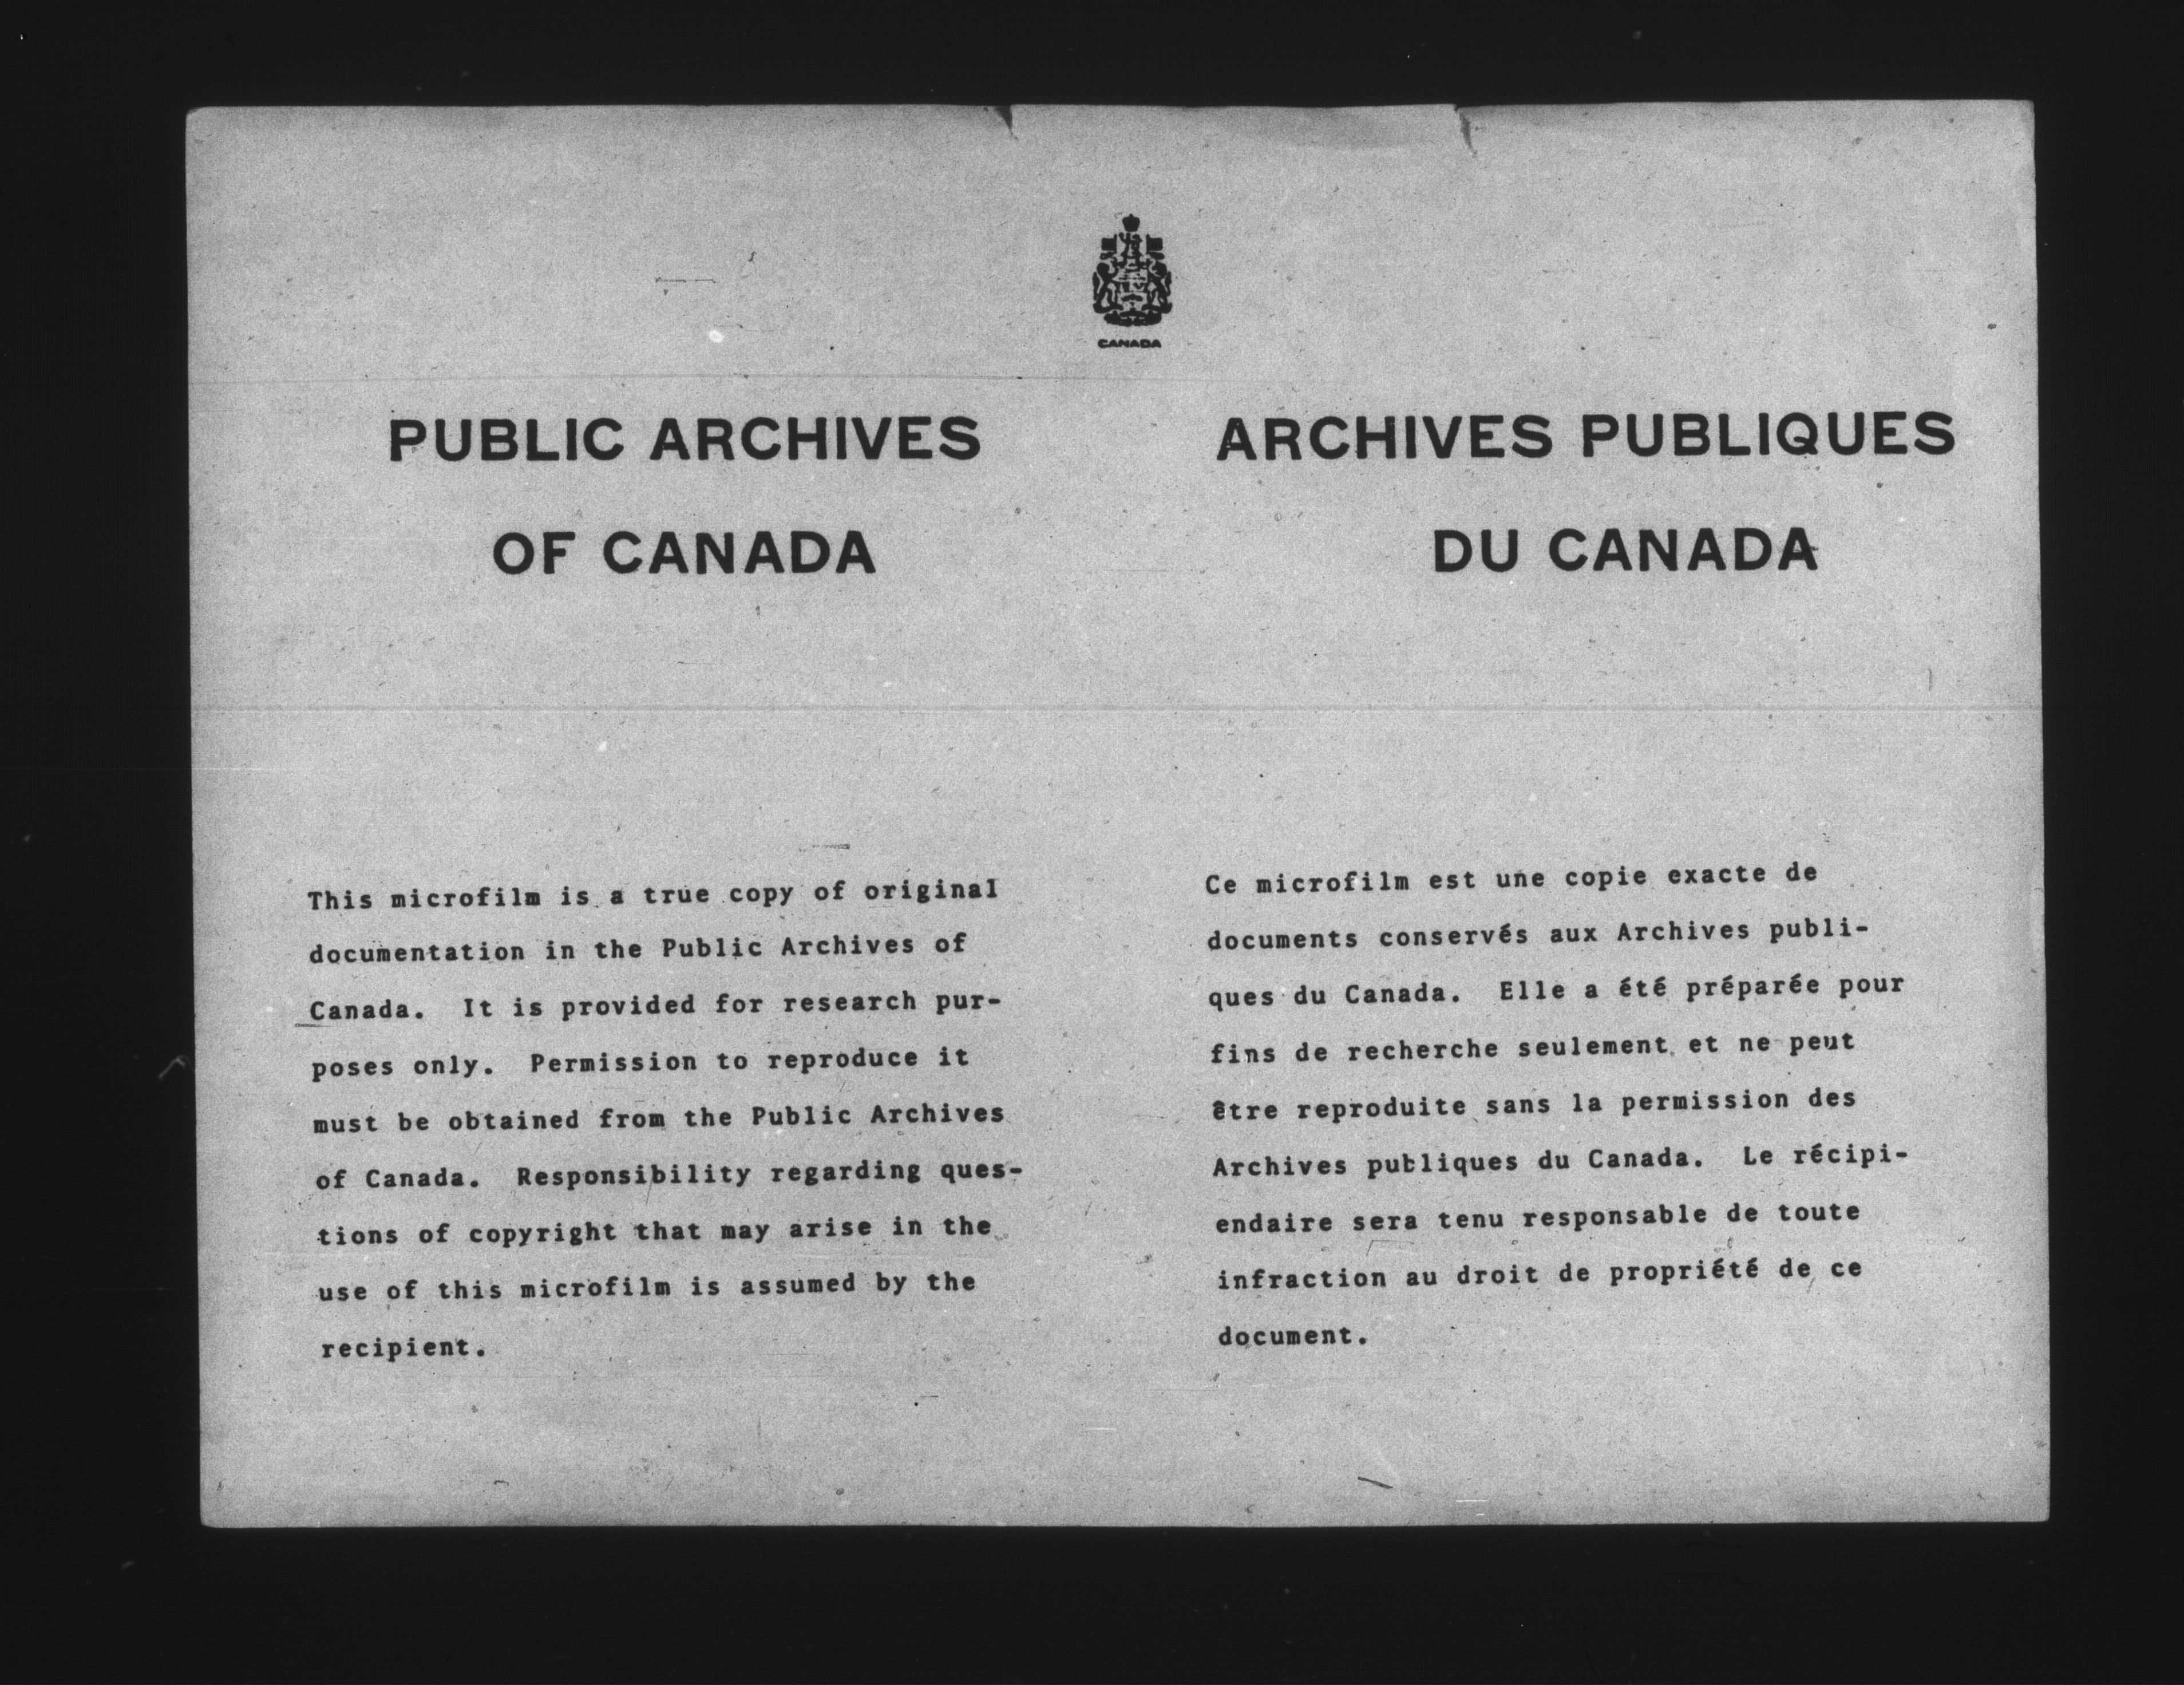 CANADA
PUBLIC ARCHIVES
OF CANADA
This microfilm is a true copy of original
documentation in the Public Archives of
Canada. It is provided for research pur-
poses only. Permission to reproduce it
must be obtained from the Public Archives
of Canada. Responsibility regarding ques-
tions of copyright that may arise in the
use of this microfilm is assumed by the
recipient.
ARCHIVES PUBLIQUES
DU CANADA
Ce microfilm est une copie exacte de
documents conservés aux Archives publi-
ques du Canada. Elle a été préparée pour
fins de recherche seulement et ne peut
être reproduite sans la permission des
Archives publiques du Canada. Le récipi-
endaire sera tenu responsable de toute
infraction au droit de propriété de ce
document.